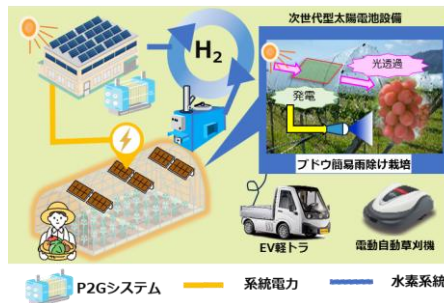 次世代型太陽電池設備
H2
光透過
発電
ブドウ簡易雨除け栽培
EV軽トラ
電動自動草刈機
P2Gシステム
系統電力
水素系統